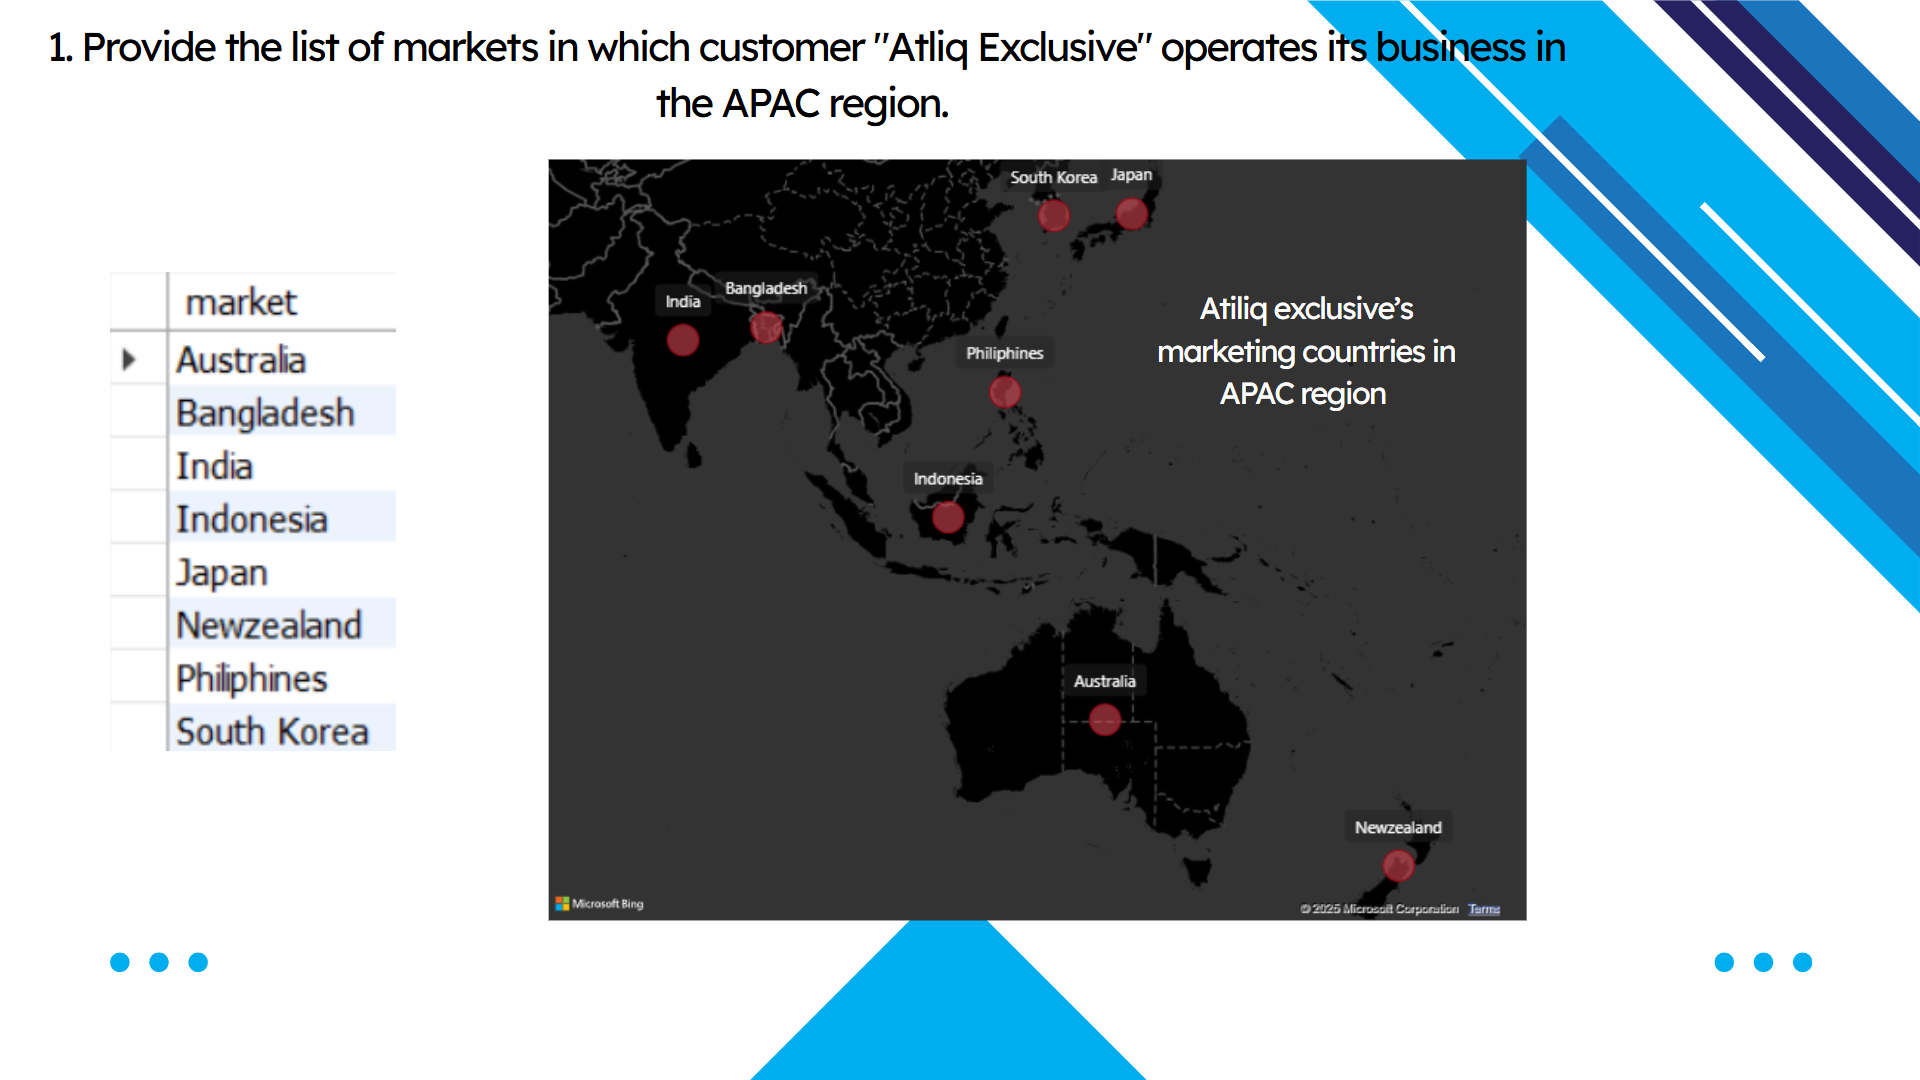 1. Provide the list of markets in which customer "Atliq Exclusive" operates its business in
the APAC region.
market
Australia
Bangladesh
India
Indonesia
Japan
Newzealand
Philiphines
South Korea
South Korea
Japan
Bangladesh
India
Philiphines
Indonesia
Australia
Newzealand
Atiliq exclusive’s
marketing countries in
APAC region
Microsoft Bing
© 2025 Microsoft Corporation Terms